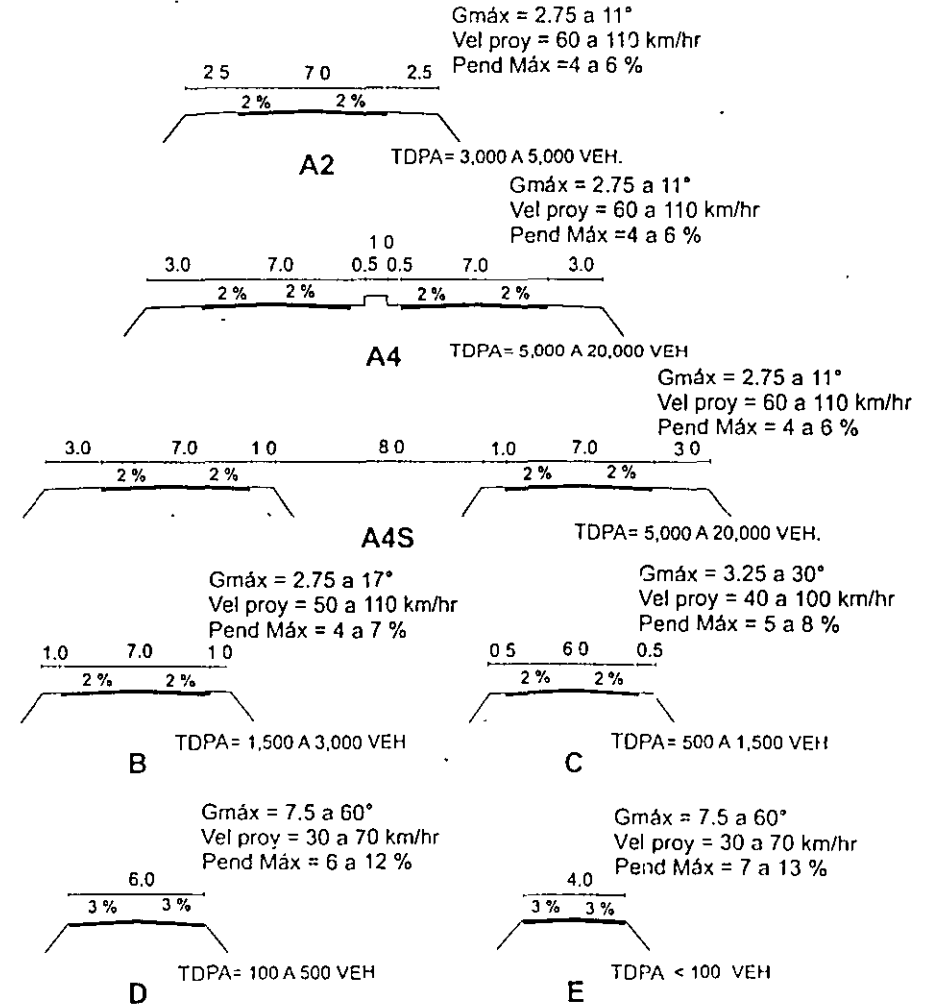 Gmáx = 2.75 a 11°
Vel proy = 60 a 110 km/hr
Pend Máx =4 a 6 %
2 5 7 0 2.5
2 % 2 %
A2 TDPA= 3,000 A 5,000 VEH.
Gmáx = 2.75 a 11°
Vel proy = 60 a 110 km/hr
Pend Máx =4 a 6 %
1 0
3.0 7.0 0.5 0.5 7.0 3.0
2 % 2 % 2 % 2 %
A4 TDPA= 5,000 A 20,000 VEH
Gmáx = 2.75 a 11°
Vel proy = 60 a 110 km/hr
Pend Máx = 4 a 6 %
3.0 7.0 1 0 8 0 1.0 7.0 3 0
2 % 2 % 2 % 2 %
A4S TDPA= 5,000 A 20,000 VEH.
Gmáx = 2.75 a 17°
Vel proy = 50 a 110 km/hr
Pend Máx = 4 a 7 %
1.0 7.0 1 0
2 % 2 %
B TDPA= 1,500 A 3,000 VEH
Gmáx = 3.25 a 30°
Vel proy = 40 a 100 km/hr
Pend Máx = 5 a 8 %
0 5 6 0 0.5
2 % 2 %
C TDPA= 500 A 1,500 VEH
Gmáx = 7.5 a 60°
Vel proy = 30 a 70 km/hr
Pend Máx = 6 a 12 %
6.0
3 % 3 %
D TDPA= 100 A 500 VEH
Gmáx = 7.5 a 60°
Vel proy = 30 a 70 km/hr
Pend Máx = 7 a 13 %
4.0
3 % 3 %
E TDPA < 100 VEH